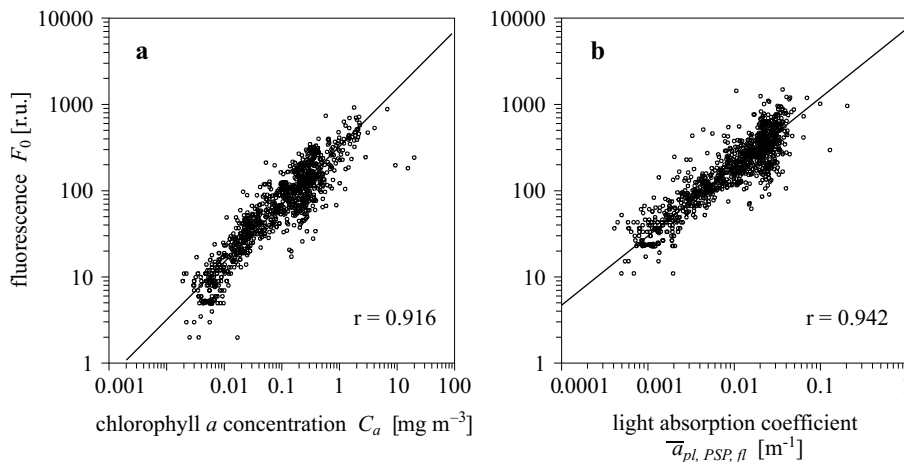 a
b
fluorescence F₀ [r.u.]
10000
1000
100
10
1
0.001
0.01
0.1
1
10
100
r = 0.916
chlorophyll a concentration Cₐ [mg m⁻³]
10000
1000
100
10
1
0.0001
0.001
0.01
0.1
1
r = 0.942
light absorption coefficient
a̅ pl, PSP, fl [m⁻¹]